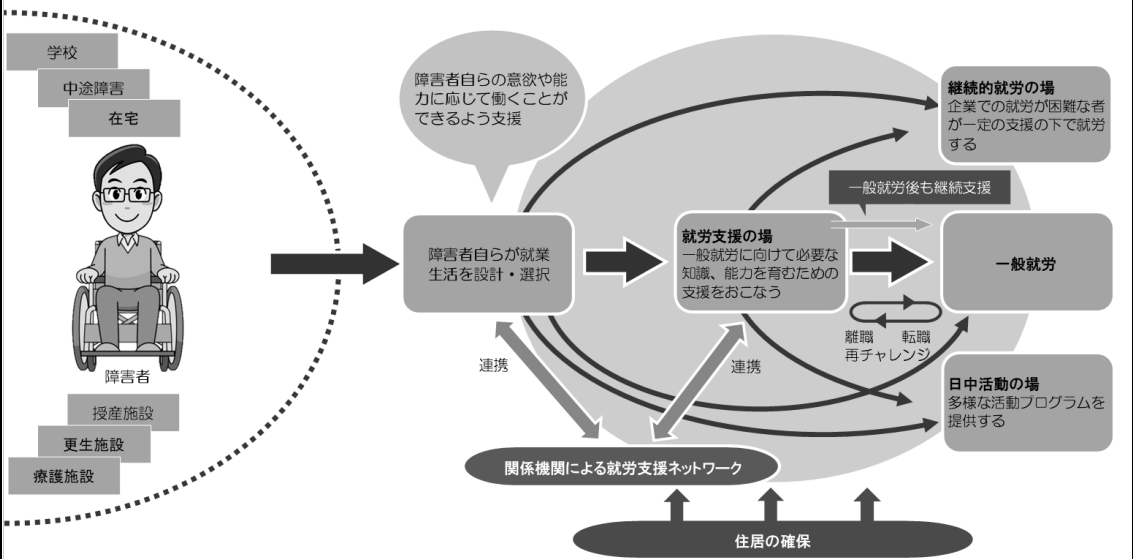 学校
中途障害
在宅
障害者
授産施設
更生施設
療護施設
障害者自らの意欲や能
力に応じて働くことが
できるよう支援
障害者自らが就業
生活を設計・選択
連携
就労支援の場
一般就労に向けて必要な
知識、能力を育むための
支援をおこなう
連携
一般就労後も継続支援
継続的就労の場
企業での就労が困難な者
が一定の支援の下で就労
する
一般就労
離職 転職
再チャレンジ
日中活動の場
多様な活動プログラムを
提供する
関係機関による就労支援ネットワーク
住居の確保